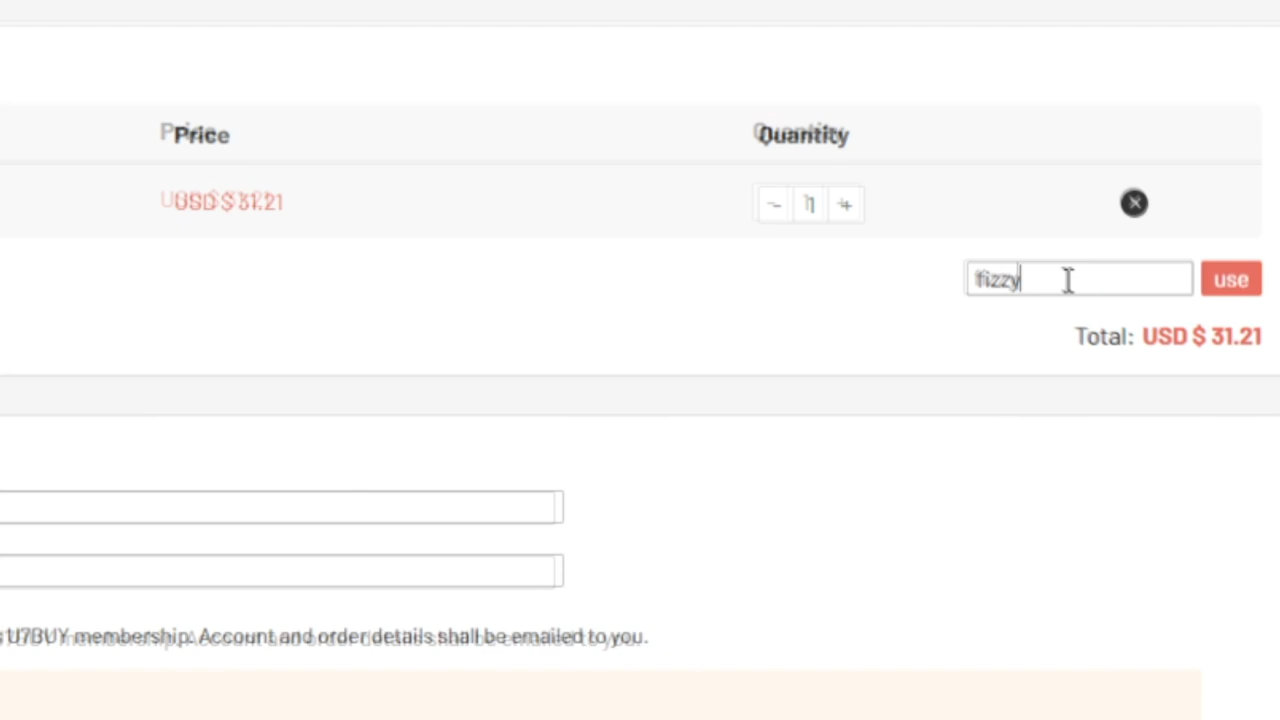 Price Quantity
USD $ 31.21 - 1 +
fizzy use
Total: USD $ 31.21
U7BUY membership. Account and order details shall be emailed to you.